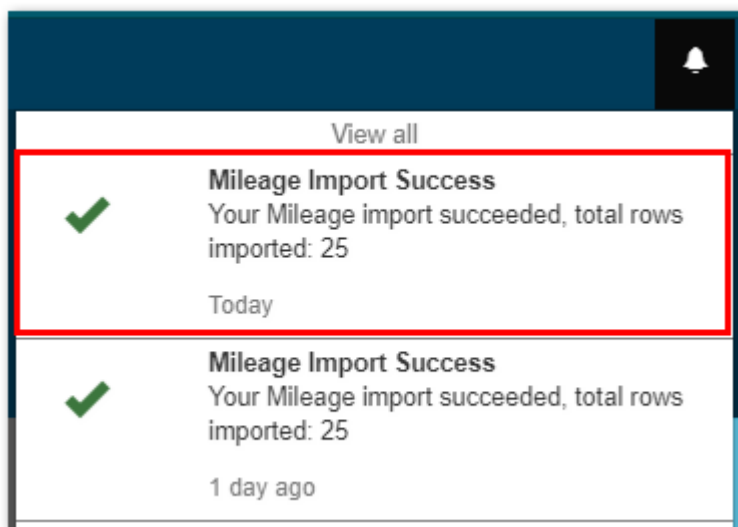 View all
Mileage Import Success
Your Mileage import succeeded, total rows
imported: 25
Today
Mileage Import Success
Your Mileage import succeeded, total rows
imported: 25
1 day ago